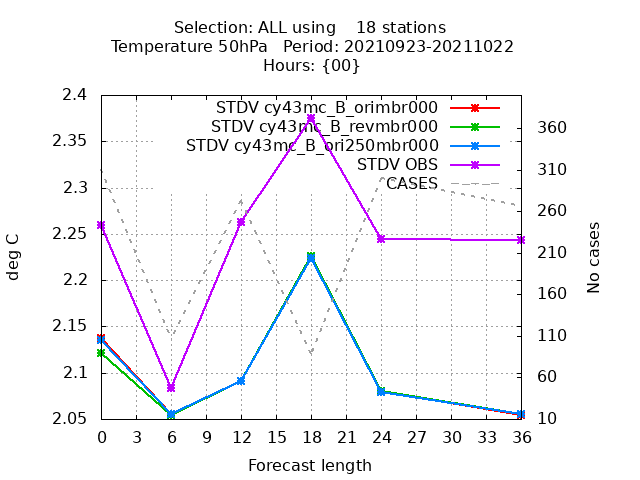 Selection: ALL using    18 stations
Temperature 50hPa   Period: 20210923-20211022
Hours: {00}
STDV cy43mc_B_orimbr000
STDV cy43mc_B_revmbr000
STDV cy43mc_B_ori250mbr000
STDV OBS
CASES
2.4
2.35
2.3
2.25
2.2
2.15
2.1
2.05
deg C
360
310
260
210
160
110
60
10
No cases
0 3 6 9 12 15 18 21 24 27 30 33 36
Forecast length